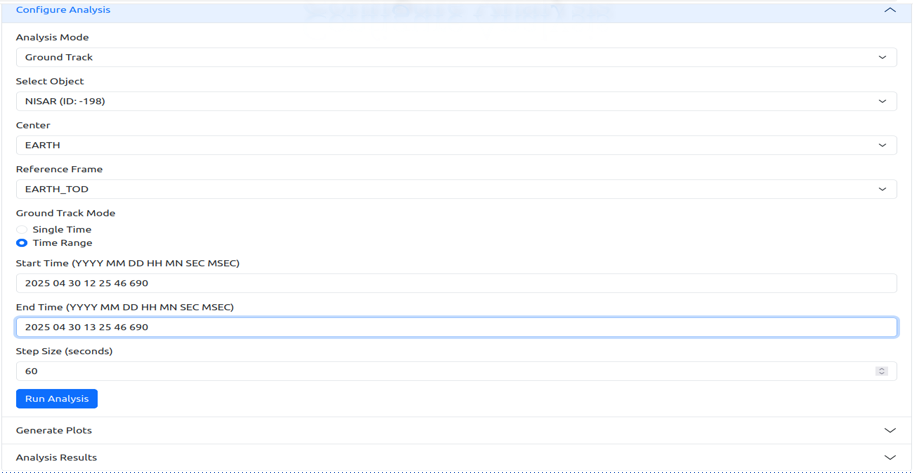 Configure Analysis
Analysis Mode
Ground Track
Select Object
NISAR (ID: -198)
Center
EARTH
Reference Frame
EARTH_TOD
Ground Track Mode
Single Time
Time Range
Start Time (YYYY MM DD HH MN SEC MSEC)
2025 04 30 12 25 46 690
End Time (YYYY MM DD HH MN SEC MSEC)
2025 04 30 13 25 46 690
Step Size (seconds)
60
Run Analysis
Generate Plots
Analysis Results